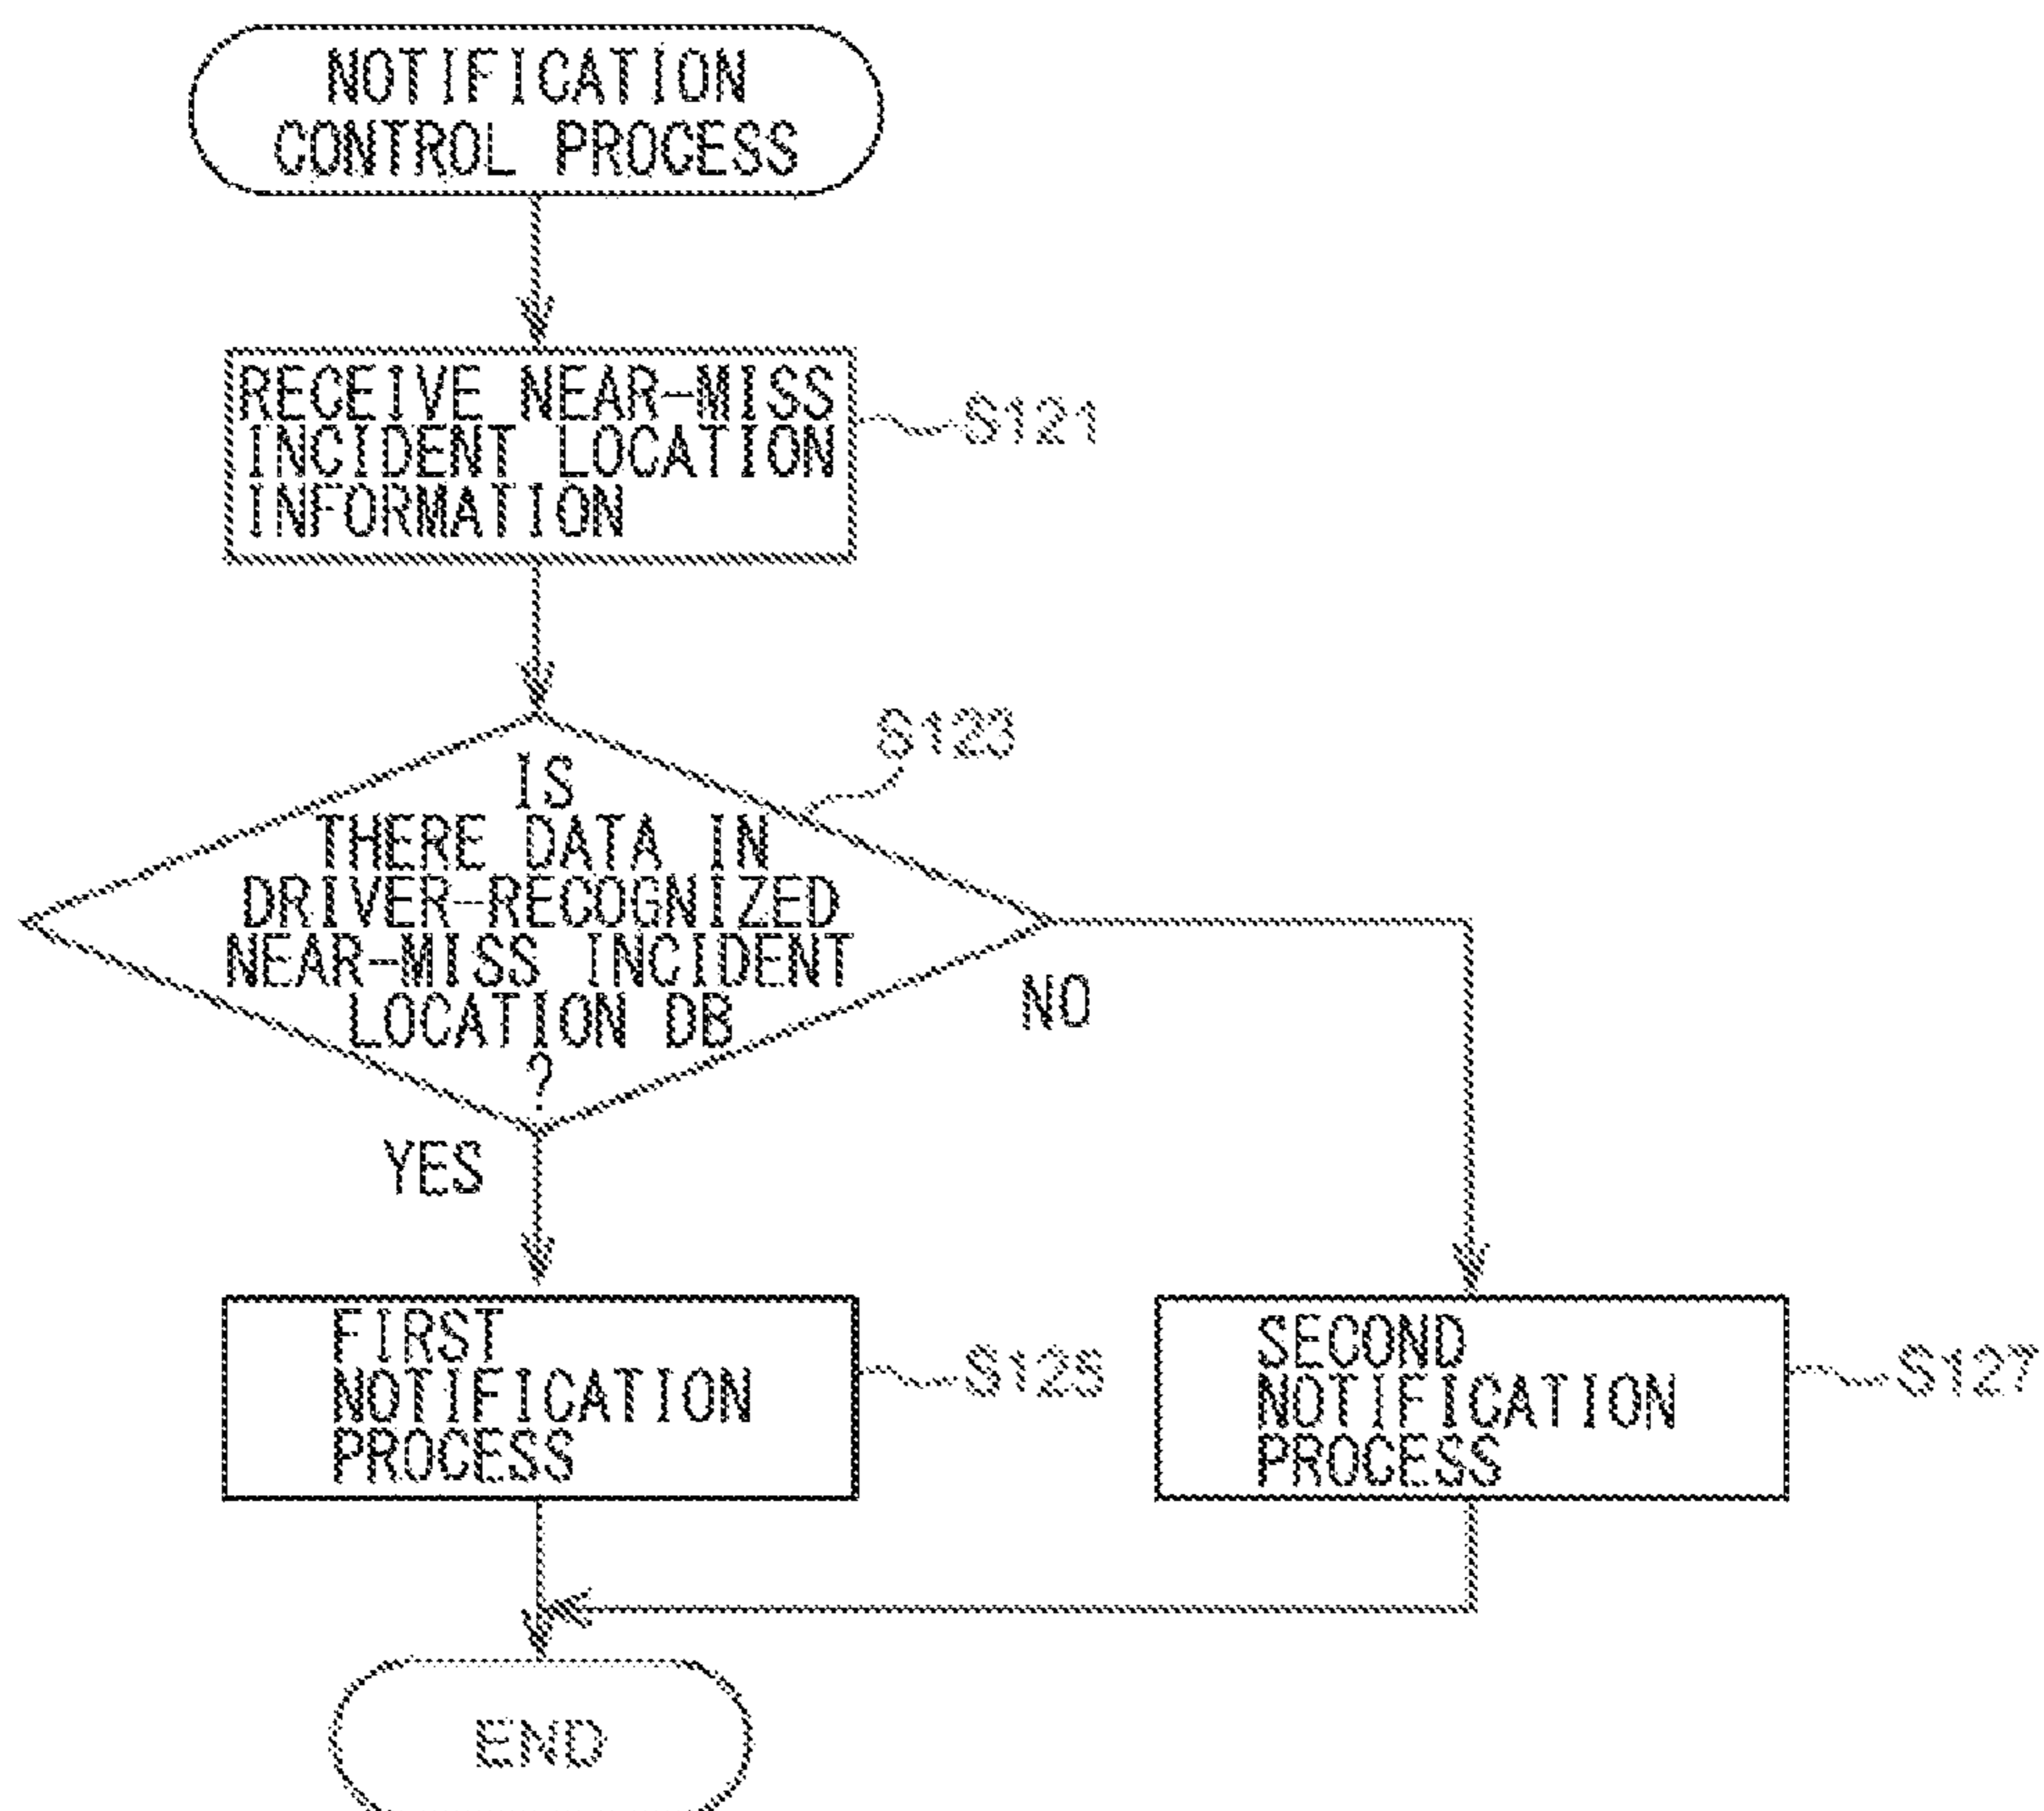 NOTIFICATION
CONTROL PROCESS
RECEIVE NEAR-MISS
INCIDENT LOCATION
INFORMATION
S121
S123
IS
THERE DATA IN
DRIVER-RECOGNIZED
NEAR-MISS INCIDENT
LOCATION DB
?
NO
YES
FIRST
NOTIFICATION
PROCESS
S125
SECOND
NOTIFICATION
PROCESS
S127
END